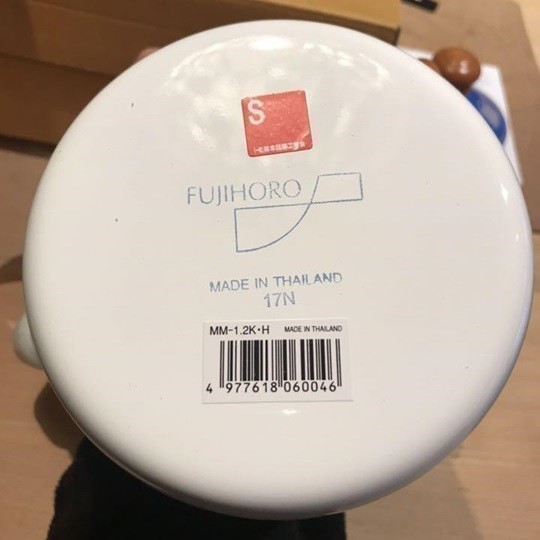 S
FUJIHORO
MADE IN THAILAND
17N
MM-1.2K・H MADE IN THAILAND
4 977618 060046